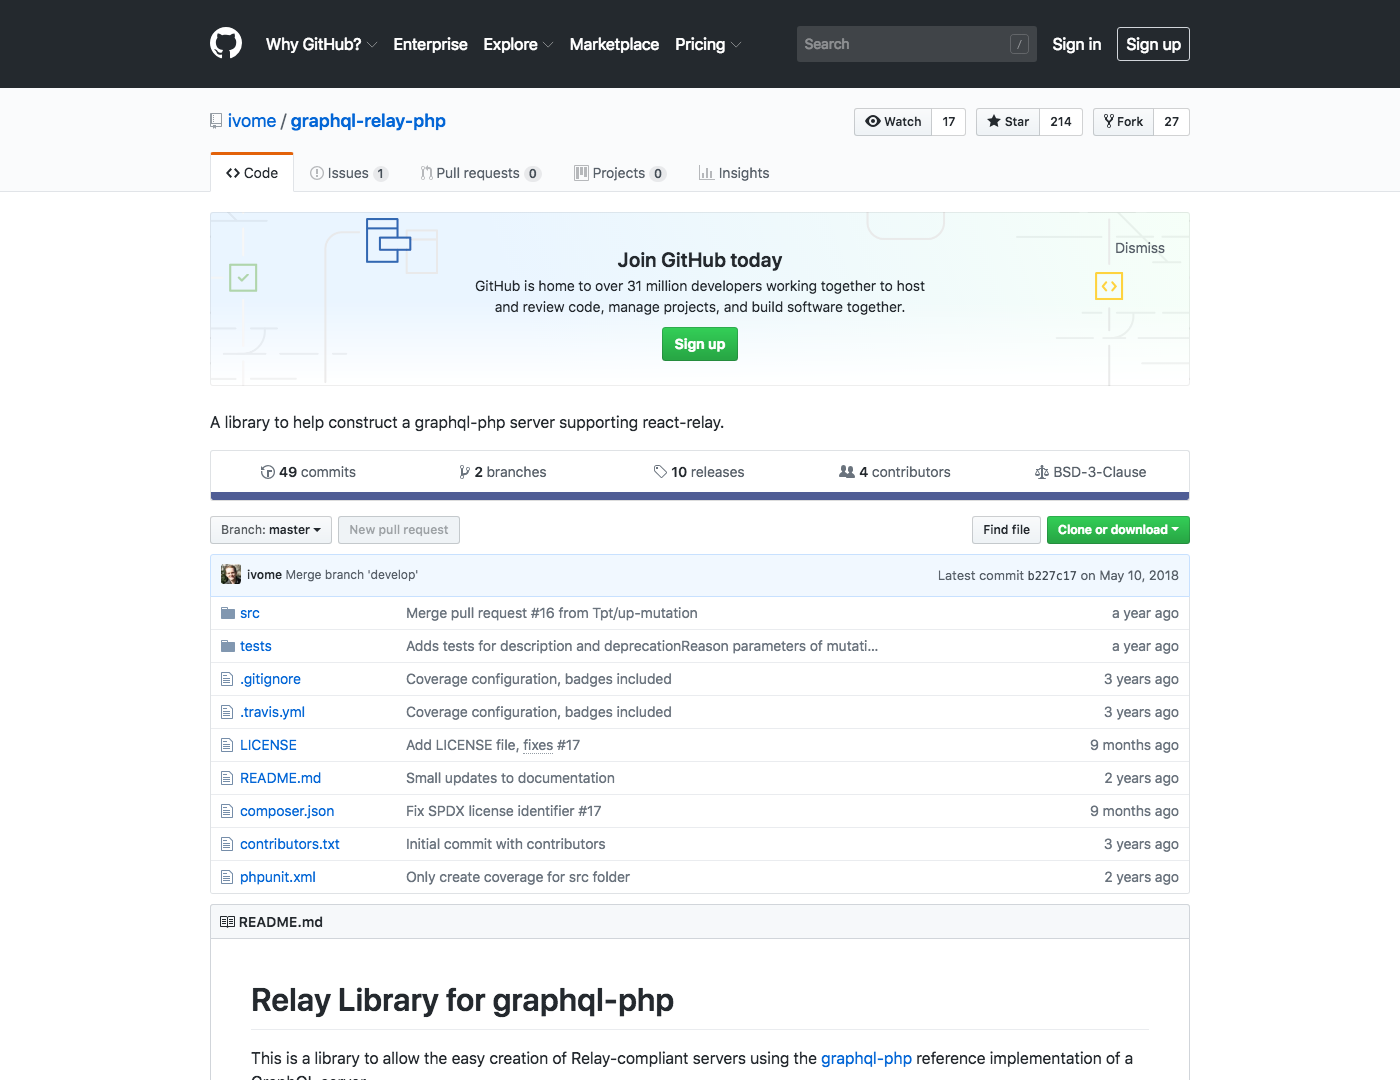 Why GitHub? Enterprise Explore Marketplace Pricing Search / Sign in Sign up
ivome / graphql-relay-php Watch 17 Star 214 Fork 27
Code Issues 1 Pull requests 0 Projects 0 Insights
Dismiss
Join GitHub today
GitHub is home to over 31 million developers working together to host
and review code, manage projects, and build software together.
Sign up
A library to help construct a graphql-php server supporting react-relay.
49 commits 2 branches 10 releases 4 contributors BSD-3-Clause
Branch: master New pull request Find file Clone or download
ivome Merge branch 'develop' Latest commit b227c17 on May 10, 2018
src Merge pull request #16 from Tpt/up-mutation a year ago
tests Adds tests for description and deprecationReason parameters of mutati… a year ago
.gitignore Coverage configuration, badges included 3 years ago
.travis.yml Coverage configuration, badges included 3 years ago
LICENSE Add LICENSE file, fixes #17 9 months ago
README.md Small updates to documentation 2 years ago
composer.json Fix SPDX license identifier #17 9 months ago
contributors.txt Initial commit with contributors 3 years ago
phpunit.xml Only create coverage for src folder 2 years ago
README.md
Relay Library for graphql-php
This is a library to allow the easy creation of Relay-compliant servers using the graphql-php reference implementation of a
GraphQL server.